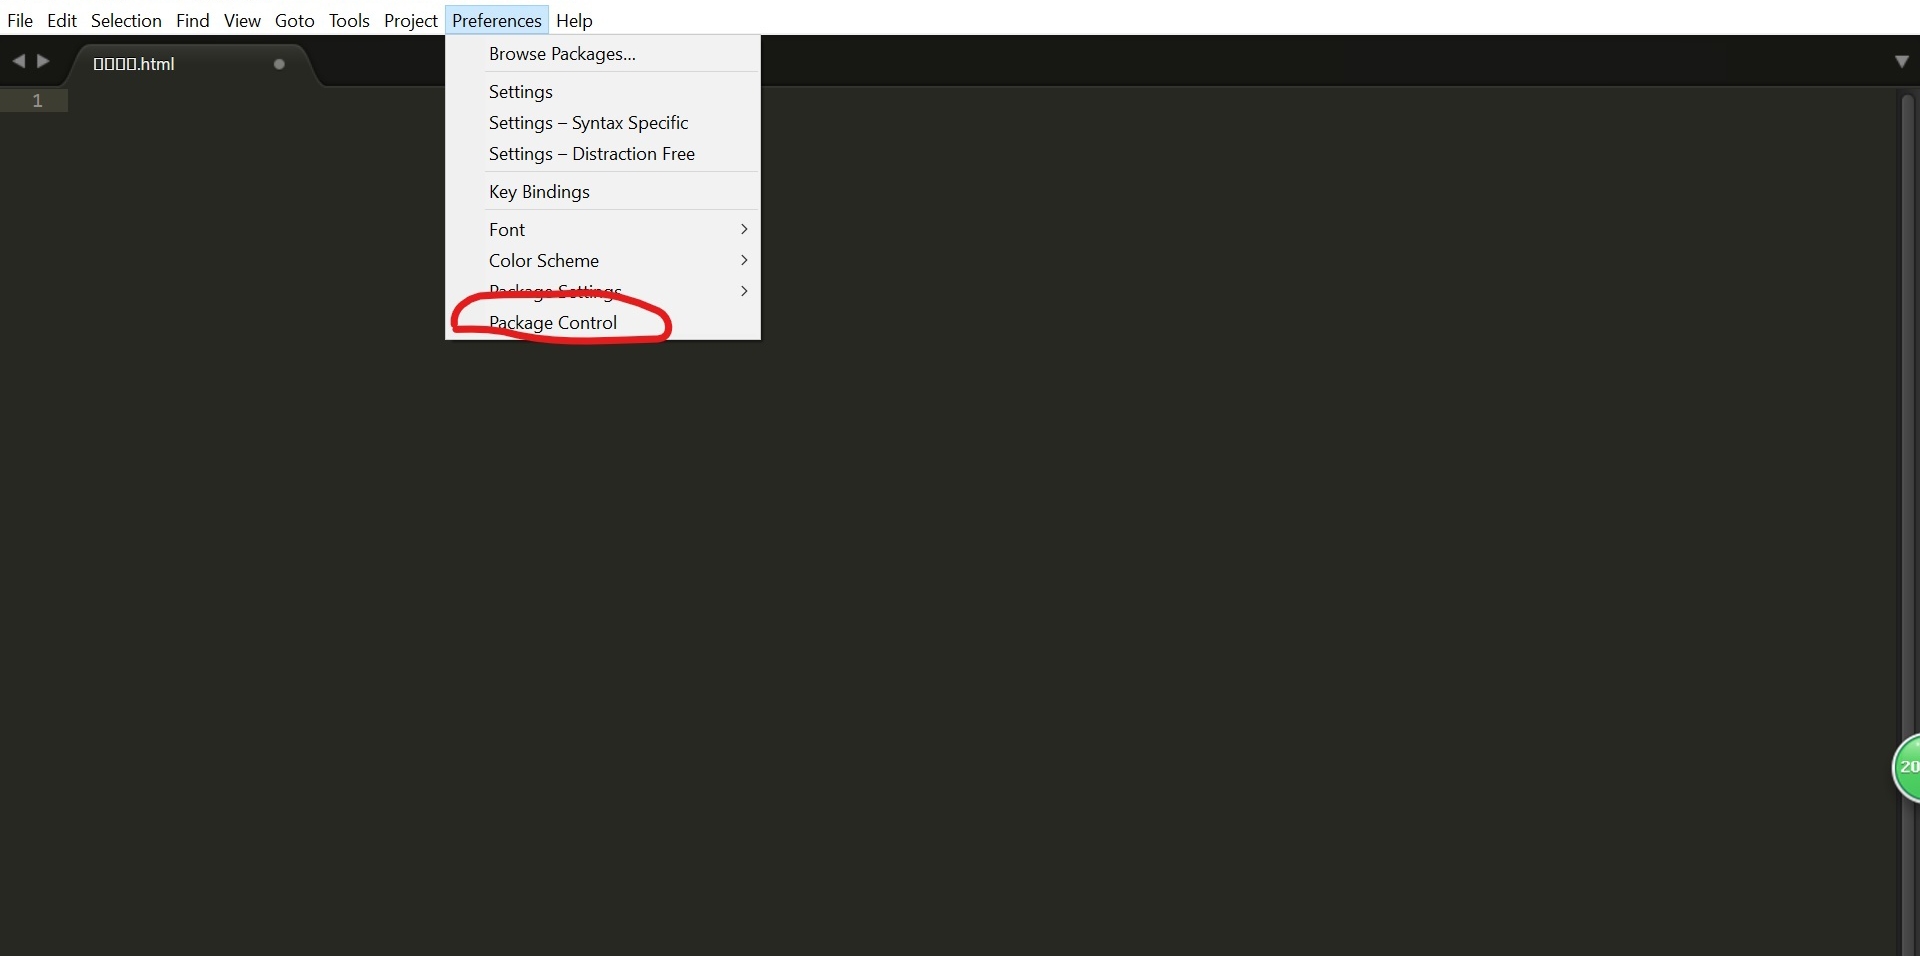 File Edit Selection Find View Goto Tools Project Preferences Help
□□□□.html
1
Browse Packages...
Settings
Settings – Syntax Specific
Settings – Distraction Free
Key Bindings
Font
Color Scheme
Package Settings
Package Control
20